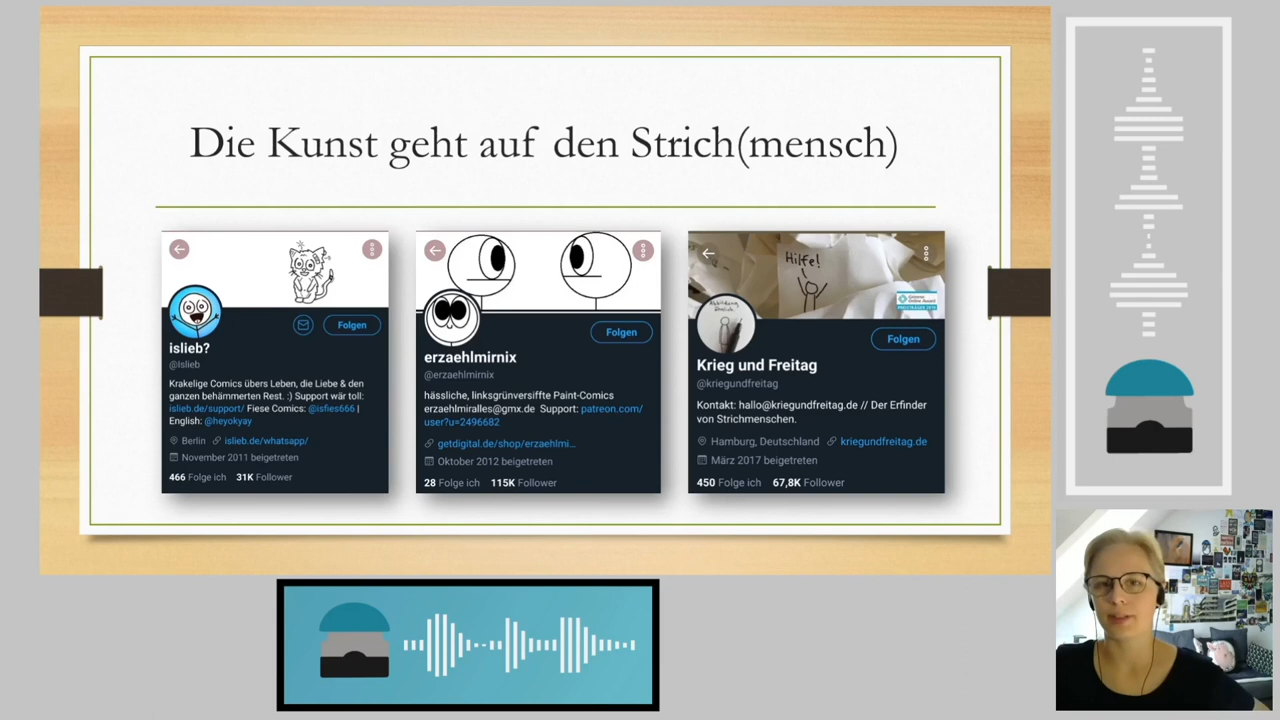 Die Kunst geht auf den Strich(mensch)
Folgen
islieb?
@Islieb
Krakelige Comics übers Leben, die Liebe & den
ganzen behämmerten Rest. :) Support wär toll:
islieb.de/support/ Fiese Comics: @isfies666 |
English: @heyokyay
Berlin islieb.de/whatsapp/
November 2011 beigetreten
466 Folge ich 31K Follower
Folgen
erzaehlmirnix
@erzaehlmirnix
hässliche, linksgrünversiffte Paint-Comics
erzaehlmiralles@gmx.de Support: patreon.com/
user?u=2496682
getdigital.de/shop/erzaehlmi...
Oktober 2012 beigetreten
28 Folge ich 115K Follower
Hilfe!
Abbildung
ähnlich
Grimme
Online Award
Folgen
Krieg und Freitag
@kriegundfreitag
Kontakt: hallo@kriegundfreitag.de // Der Erfinder
von Strichmenschen.
Hamburg, Deutschland kriegundfreitag.de
März 2017 beigetreten
450 Folge ich 67,8K Follower